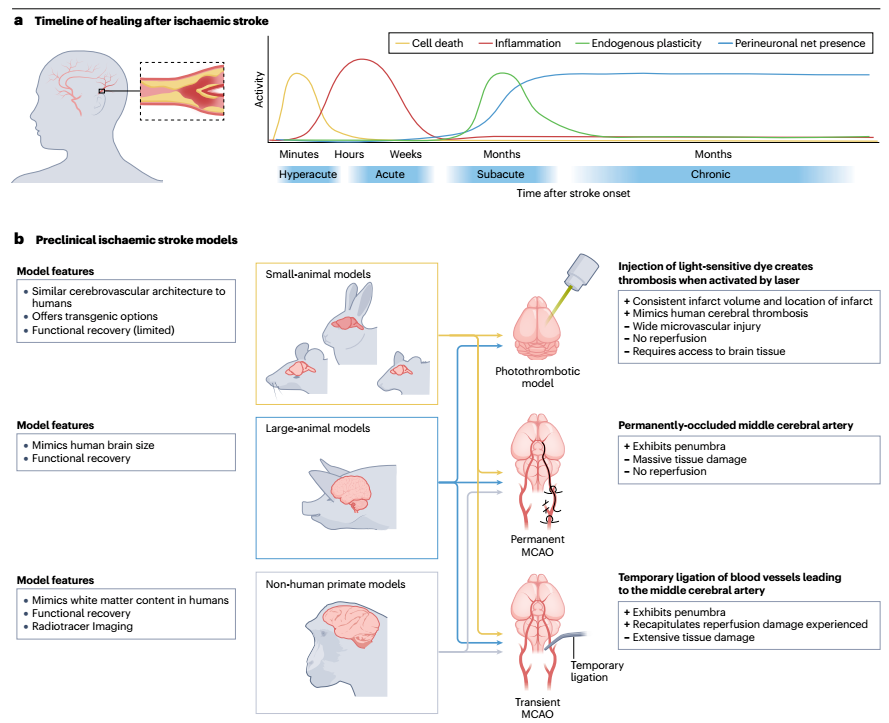 a Timeline of healing after ischaemic stroke
Cell death
Inflammation
Endogenous plasticity
Perineuronal net presence
Activity
Minutes
Hours
Weeks
Months
Months
Hyperacute
Acute
Subacute
Chronic
Time after stroke onset
b Preclinical ischaemic stroke models
Model features
• Similar cerebrovascular architecture to
humans
• Offers transgenic options
• Functional recovery (limited)
Small-animal models
Photothrombotic
model
Injection of light-sensitive dye creates
thrombosis when activated by laser
+ Consistent infarct volume and location of infarct
+ Mimics human cerebral thrombosis
– Wide microvascular injury
– No reperfusion
– Requires access to brain tissue
Model features
• Mimics human brain size
• Functional recovery
Large-animal models
Permanent
MCAO
Permanently-occluded middle cerebral artery
+ Exhibits penumbra
– Massive tissue damage
– No reperfusion
Model features
• Mimics white matter content in humans
• Functional recovery
• Radiotracer Imaging
Non-human primate models
Temporary
ligation
Transient
MCAO
Temporary ligation of blood vessels leading
to the middle cerebral artery
+ Exhibits penumbra
+ Recapitulates reperfusion damage experienced
– Extensive tissue damage